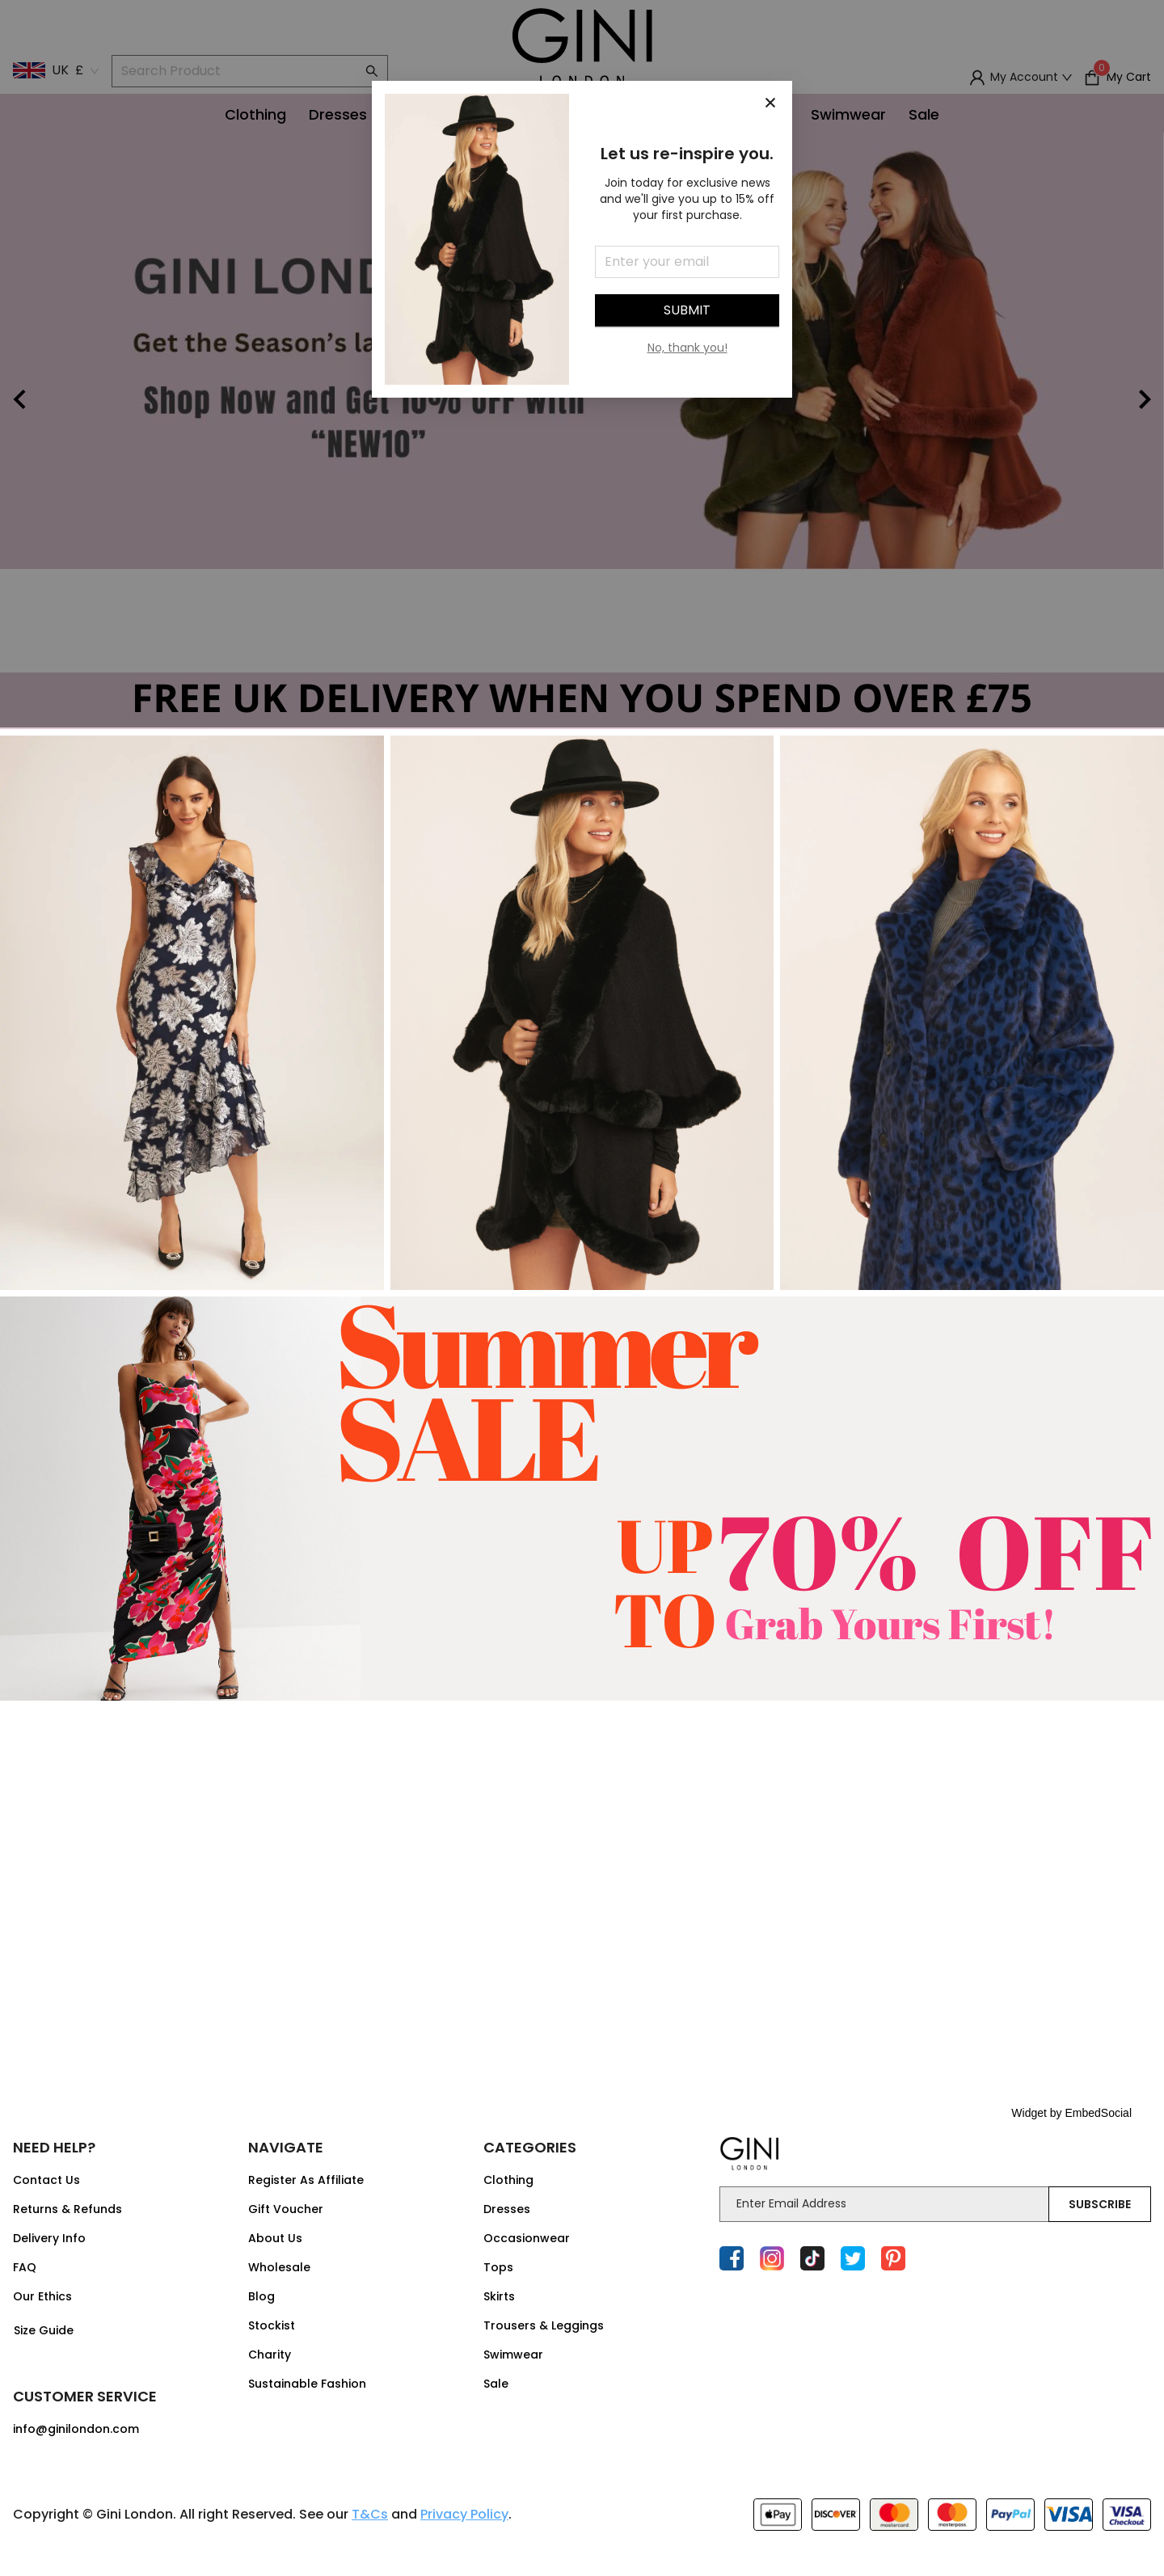 GINI
LONDON
UK £
Search Product
My Account
0
My Cart
Clothing
Dresses
Swimwear
Sale
Let us re-inspire you.
Join today for exclusive news
and we'll give you up to 15% off
your first purchase.
Enter your email
SUBMIT
No, thank you!
GINI LOND
Get the Season's la
Shop Now and Get 10% OFF with
“NEW10”
FREE UK DELIVERY WHEN YOU SPEND OVER £75
Summer
SALE
UP TO
70% OFF
Grab Yours First!
Widget by EmbedSocial
NEED HELP?
Contact Us
Returns & Refunds
Delivery Info
FAQ
Our Ethics
Size Guide
CUSTOMER SERVICE
info@ginilondon.com
NAVIGATE
Register As Affiliate
Gift Voucher
About Us
Wholesale
Blog
Stockist
Charity
Sustainable Fashion
CATEGORIES
Clothing
Dresses
Occasionwear
Tops
Skirts
Trousers & Leggings
Swimwear
Sale
GINI
LONDON
Enter Email Address
SUBSCRIBE
Copyright © Gini London. All right Reserved. See our T&Cs and Privacy Policy.
Pay
DISCOVER
mastercard
masterpass
PayPal
VISA
VISA
Checkout